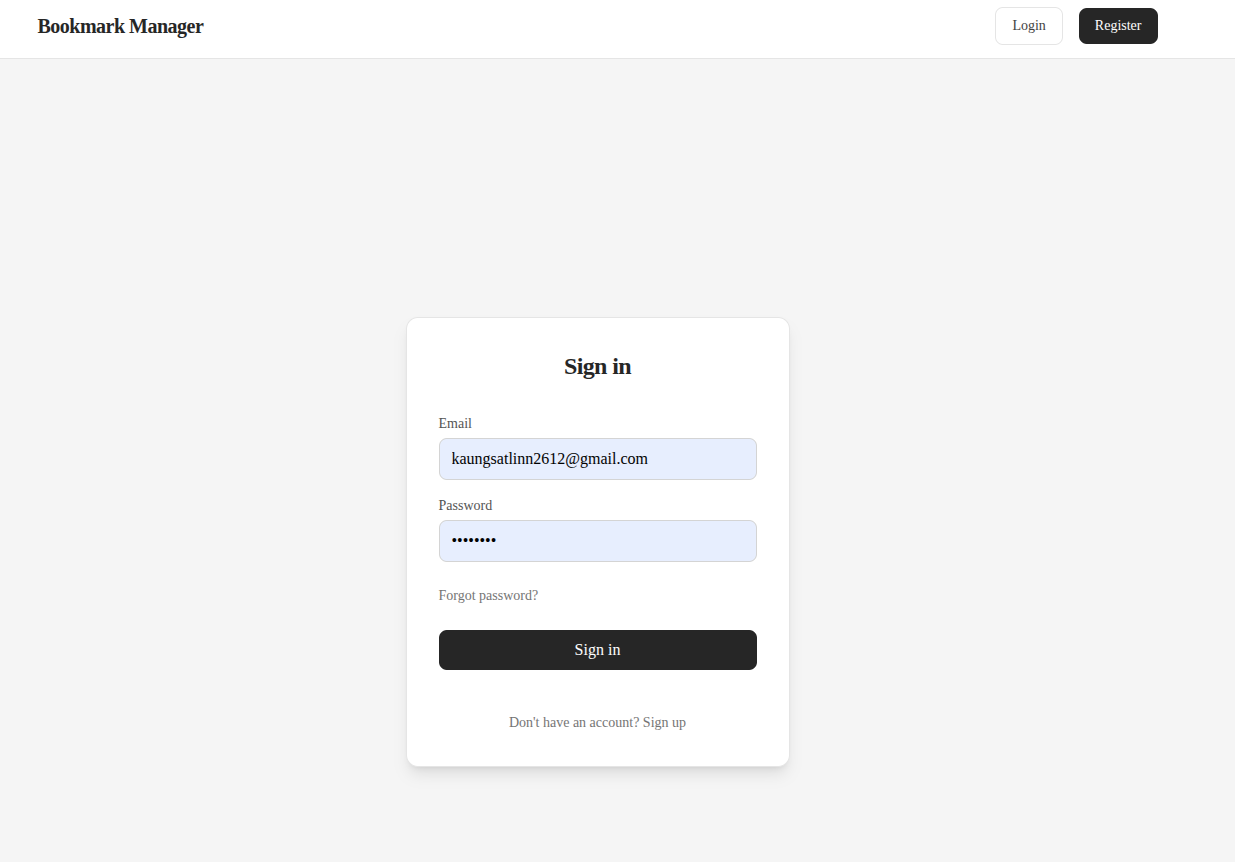 Bookmark Manager
Login
Register
Sign in
Email
kaungsatlinn2612@gmail.com
Password
••••••••
Forgot password?
Sign in
Don't have an account? Sign up